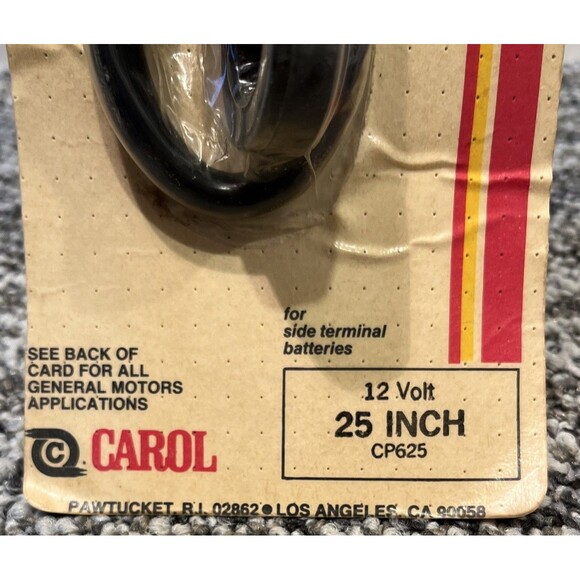 for
side terminal
batteries
SEE BACK OF
CARD FOR ALL
GENERAL MOTORS
APPLICATIONS
C CAROL
12 Volt
25 INCH
CP625
PAWTUCKET, R.I. 02862 ● LOS ANGELES, CA 90058